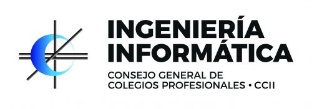 INGENIERÍA
INFORMÁTICA
CONSEJO GENERAL DE
COLEGIOS PROFESIONALES • CCII